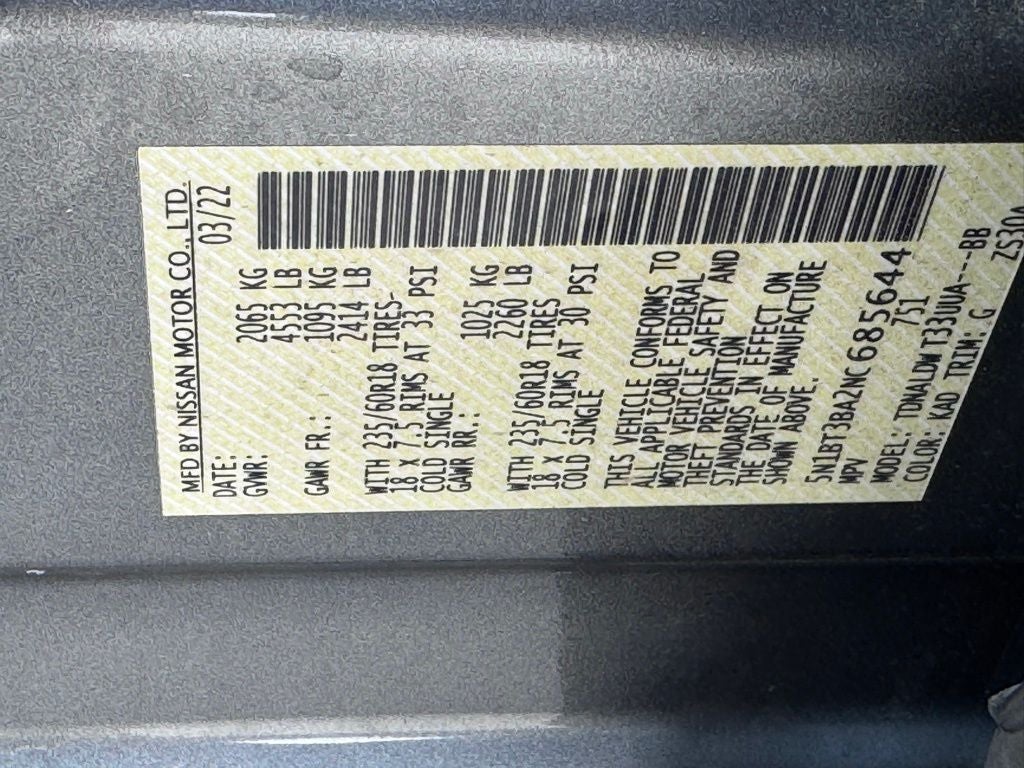 MFD BY NISSAN MOTOR CO., LTD.
DATE: 03/22
GVWR: 2065 KG
4553 LB
GAWR FR.: 1095 KG
2414 LB
WITH 235/60R18 TIRES-
18 x 7.5 RIMS AT 33 PSI
COLD SINGLE
GAWR RR.: 1025 KG
2260 LB
WITH 235/60R18 TIRES
18 x 7.5 RIMS AT 30 PSI
COLD SINGLE
THIS VEHICLE CONFORMS TO
ALL APPLICABLE FEDERAL
MOTOR VEHICLE SAFETY AND
THEFT PREVENTION
STANDARDS IN EFFECT ON
THE DATE OF MANUFACTURE
SHOWN ABOVE.
5N1BT3BA2NC685644
MPV 751
MODEL: TDNALDWT33UUA---BB
COLOR: KAD TRIM: G